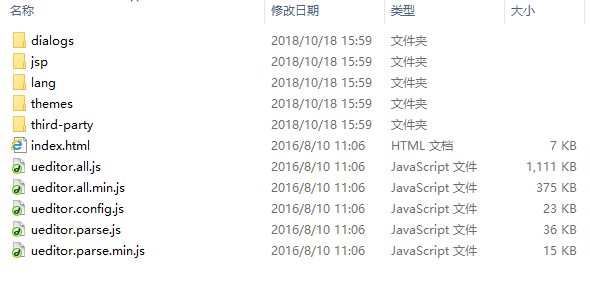 名称 修改日期 类型 大小
dialogs 2018/10/18 15:59 文件夹
jsp 2018/10/18 15:59 文件夹
lang 2018/10/18 15:59 文件夹
themes 2018/10/18 15:59 文件夹
third-party 2018/10/18 15:59 文件夹
index.html 2016/8/10 11:06 HTML 文档 7 KB
ueditor.all.js 2016/8/10 11:06 JavaScript 文件 1,111 KB
ueditor.all.min.js 2016/8/10 11:06 JavaScript 文件 375 KB
ueditor.config.js 2016/8/10 11:06 JavaScript 文件 23 KB
ueditor.parse.js 2016/8/10 11:06 JavaScript 文件 36 KB
ueditor.parse.min.js 2016/8/10 11:06 JavaScript 文件 15 KB